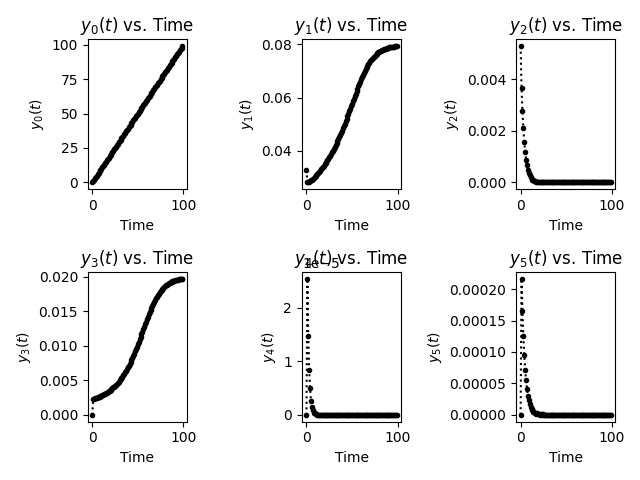 y0(t) vs. Time
y1(t) vs. Time
y2(t) vs. Time
100
75
50
25
0
y0(t)
0
100
Time
0.08
0.06
0.04
y1(t)
0
100
Time
0.004
0.002
0.000
y2(t)
0
100
Time
y3(t) vs. Time
y4(t) vs. Time
y5(t) vs. Time
0.020
0.015
0.010
0.005
0.000
y3(t)
0
100
Time
2
1
0
y4(t)
0
100
Time
0.00020
0.00015
0.00010
0.00005
0.00000
y5(t)
0
100
Time